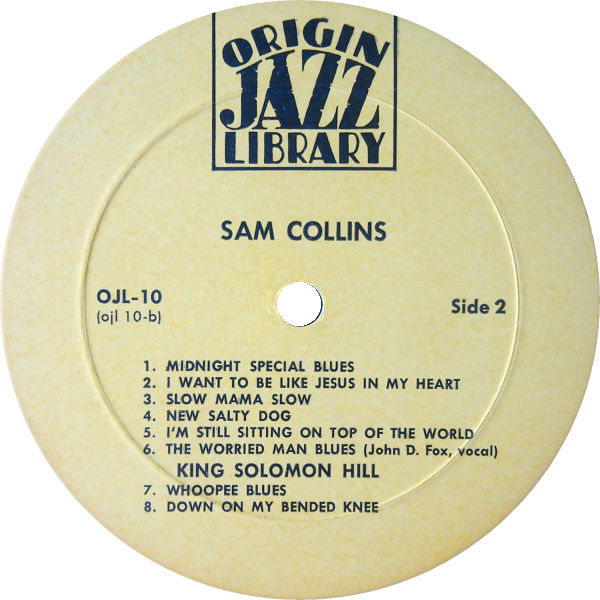 ORIGIN
JAZZ
LIBRARY
SAM COLLINS
OJL-10
(ojl 10-b)
Side 2
1. MIDNIGHT SPECIAL BLUES
2. I WANT TO BE LIKE JESUS IN MY HEART
3. SLOW MAMA SLOW
4. NEW SALTY DOG
5. I'M STILL SITTING ON TOP OF THE WORLD
6. THE WORRIED MAN BLUES (John D. Fox, vocal)
KING SOLOMON HILL
7. WHOOPEE BLUES
8. DOWN ON MY BENDED KNEE